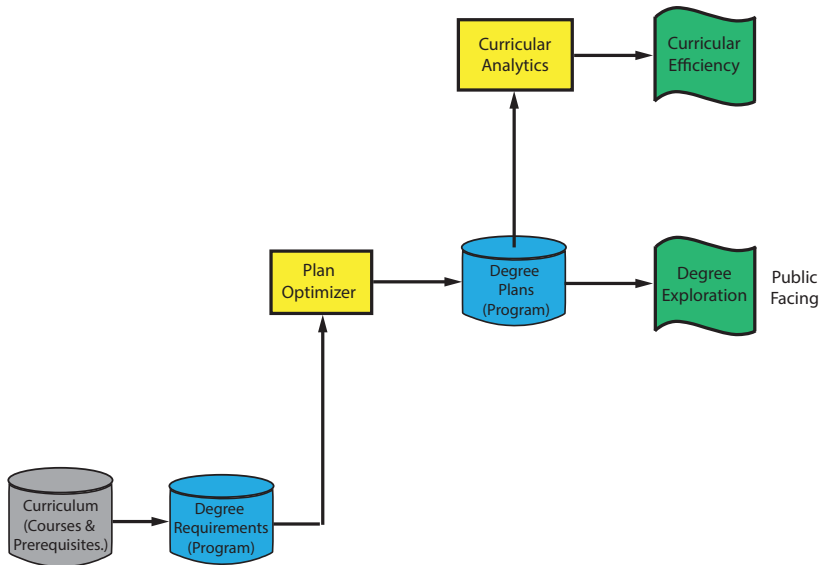 Curricular
Analytics
Curricular
Efficiency
Plan
Optimizer
Degree
Plans
(Program)
Degree
Exploration
Public
Facing
Curriculum
(Courses &
Prerequisites.)
Degree
Requirements
(Program)